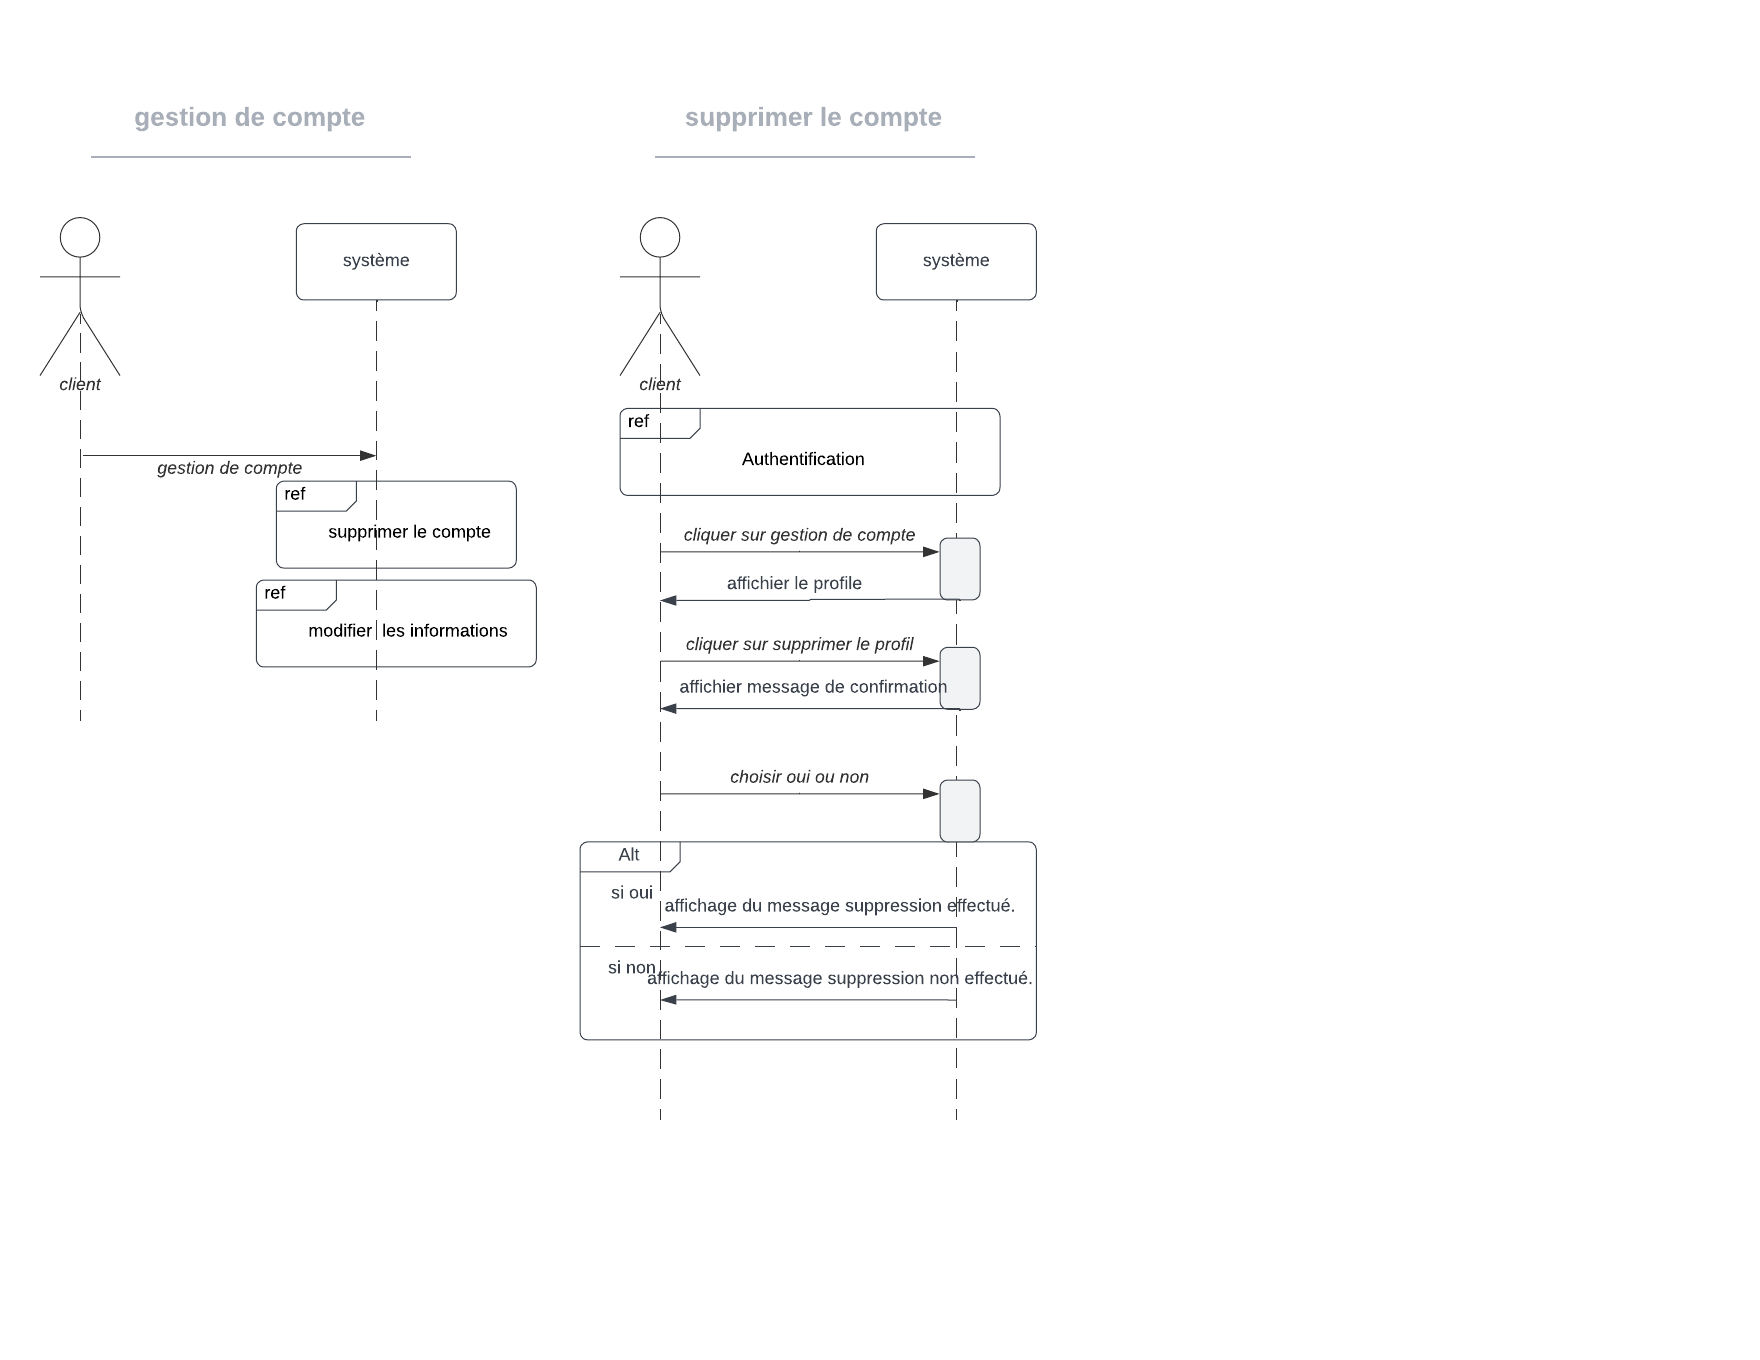 gestion de compte
système
client
gestion de compte
ref
supprimer le compte
ref
modifier les informations
supprimer le compte
système
client
ref
Authentification
cliquer sur gestion de compte
affichier le profile
cliquer sur supprimer le profil
affichier message de confirmation
choisir oui ou non
Alt
si oui
affichage du message suppression effectué.
si non
affichage du message suppression non effectué.